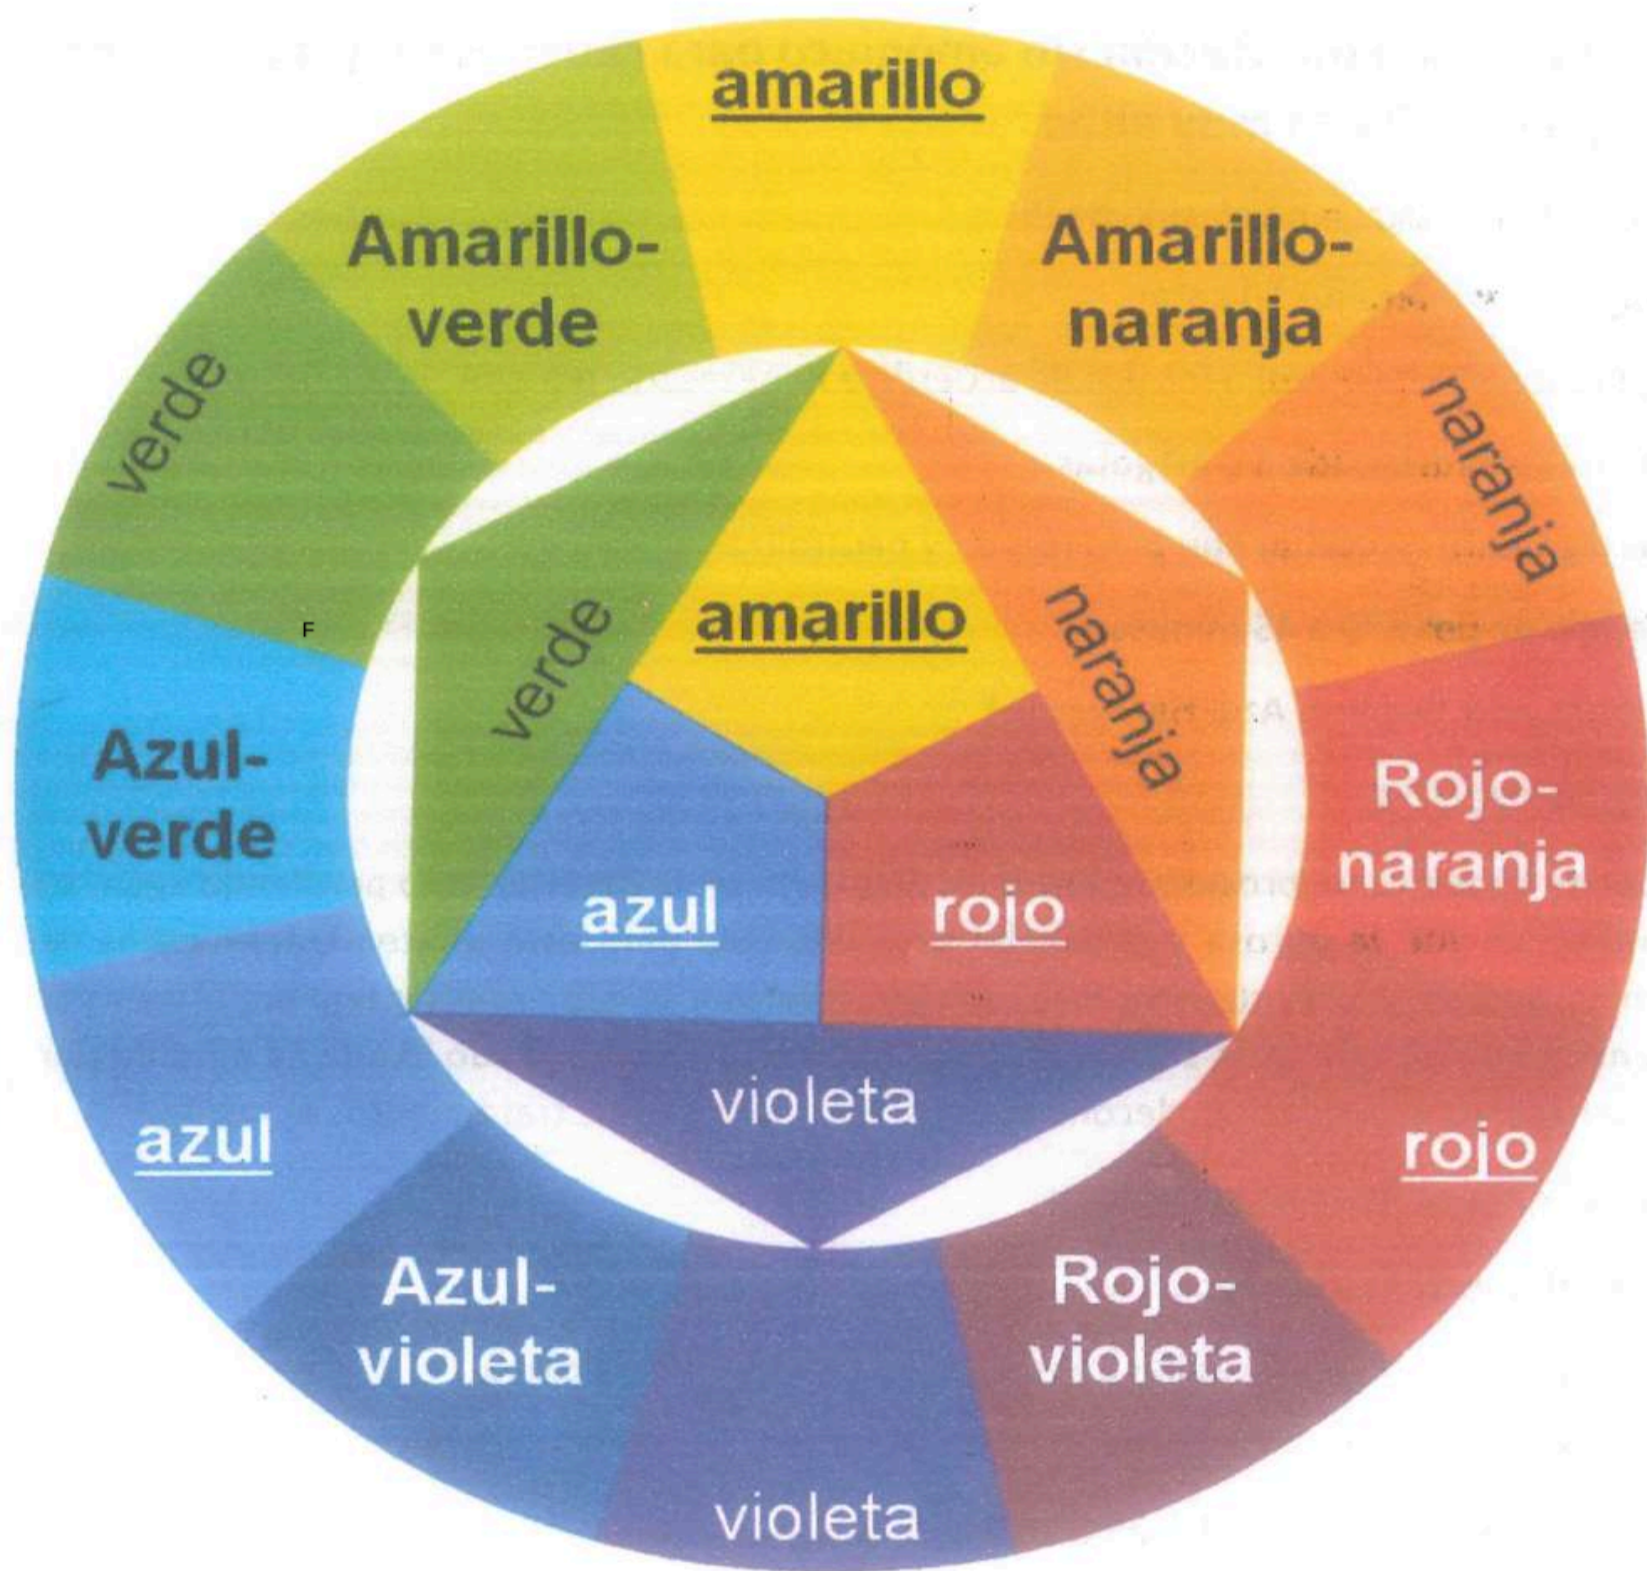 amarillo
Amarillo-
verde
Amarillo-
naranja
verde
naranja
F
amarillo
verde
naranja
Azul-
verde
Rojo-
naranja
azul
rojo
azul
rojo
violeta
Azul-
violeta
Rojo-
violeta
violeta